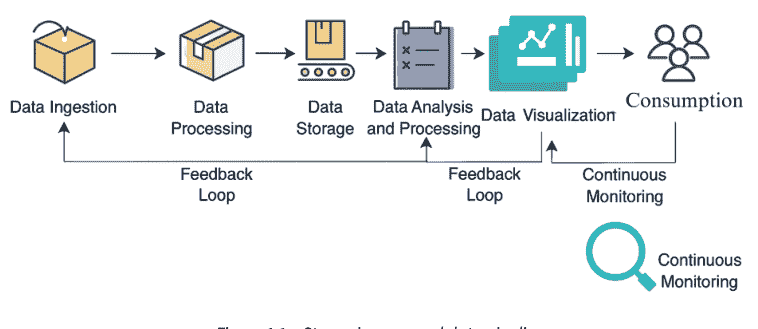 Data Ingestion
Data
Processing
Data
Storage
Data Analysis
and Processing
Data Visualization
Consumption
Feedback
Loop
Feedback
Loop
Continuous
Monitoring
Continuous
Monitoring